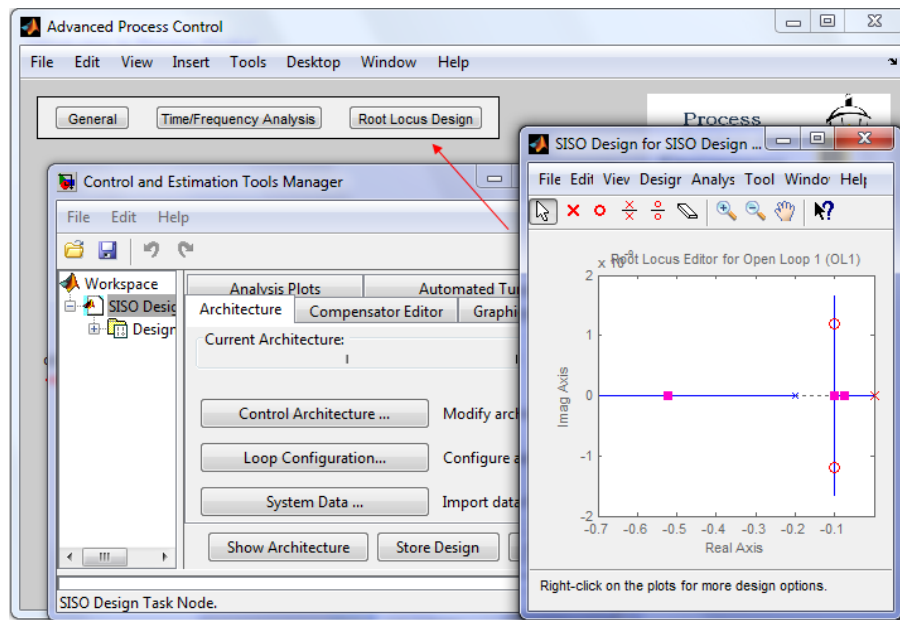 Advanced Process Control
File Edit View Insert Tools Desktop Window Help
General Time/Frequency Analysis Root Locus Design
Process
Control and Estimation Tools Manager
File Edit Help
Workspace
SISO Desig
Design
Analysis Plots Automated Tu
Architecture Compensator Editor Graphi
Current Architecture:
Control Architecture ... Modify arch
Loop Configuration... Configure a
System Data ... Import data
Show Architecture Store Design
SISO Design Task Node.
SISO Design for SISO Design ...
File Edit View Design Analys Tool Window Help
Root Locus Editor for Open Loop 1 (OL1)
2
1
0
-1
-2
Imag Axis
-0.7 -0.6 -0.5 -0.4 -0.3 -0.2 -0.1
Real Axis
Right-click on the plots for more design options.